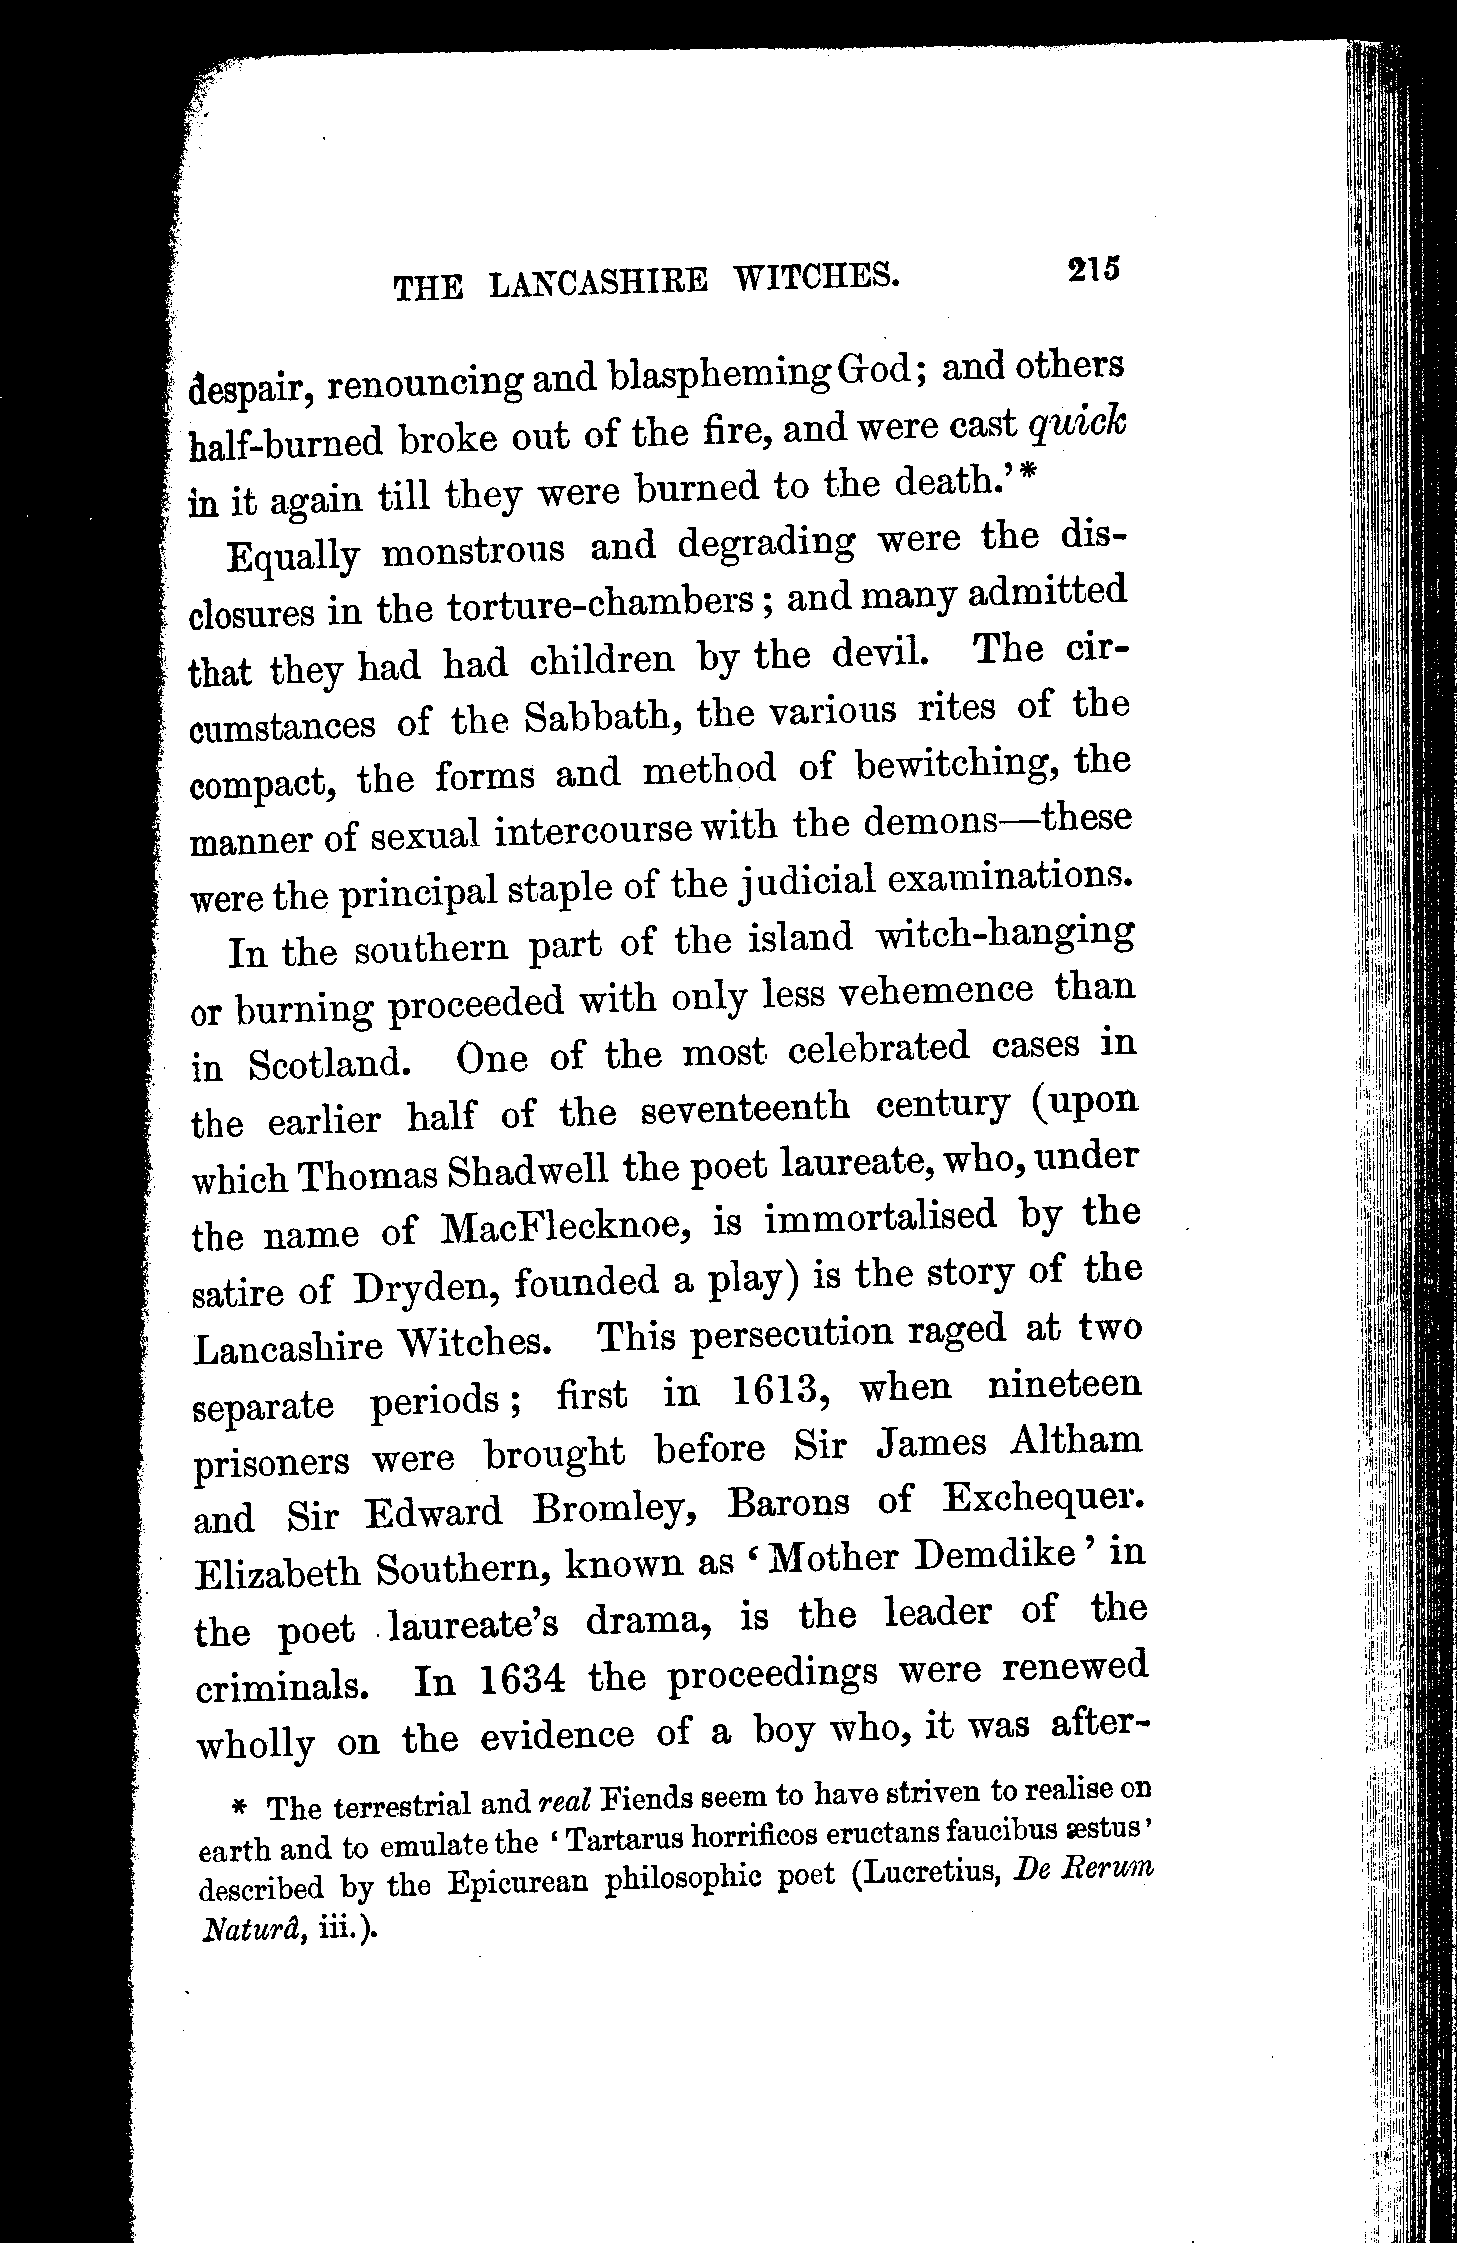 THE LANCASHIRE WITCHES. 215
despair, renouncing and blaspheming God; and others
half-burned broke out of the fire, and were cast quick
in it again till they were burned to the death.'*
Equally monstrous and degrading were the dis-
closures in the torture-chambers; and many admitted
that they had had children by the devil. The cir-
cumstances of the Sabbath, the various rites of the
compact, the forms and method of bewitching, the
manner of sexual intercourse with the demons—these
were the principal staple of the judicial examinations.
In the southern part of the island witch-hanging
or burning proceeded with only less vehemence than
in Scotland. One of the most celebrated cases in
the earlier half of the seventeenth century (upon
which Thomas Shadwell the poet laureate, who, under
the name of MacFlecknoe, is immortalised by the
satire of Dryden, founded a play) is the story of the
Lancashire Witches. This persecution raged at two
separate periods; first in 1613, when nineteen
prisoners were brought before Sir James Altham
and Sir Edward Bromley, Barons of Exchequer.
Elizabeth Southern, known as 'Mother Demdike' in
the poet laureate's drama, is the leader of the
criminals. In 1634 the proceedings were renewed
wholly on the evidence of a boy who, it was after-
* The terrestrial and real Fiends seem to have striven to realise on
earth and to emulate the 'Tartarus horrificos eructans faucibus æstus'
described by the Epicurean philosophic poet (Lucretius, De Rerum
Naturâ, iii.).